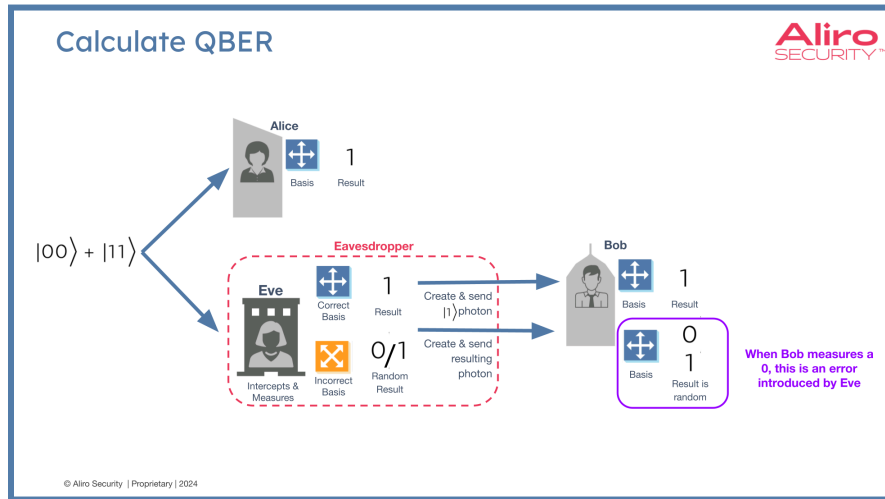 Calculate QBER
Aliro
SECURITY™
Alice
1
Basis
Result
|00⟩ + |11⟩
Eavesdropper
Eve
Intercepts &
Measures
Correct
Basis
1
Result
Create & send
|1⟩ photon
Incorrect
Basis
0/1
Random
Result
Create & send
resulting
photon
Bob
1
Basis
Result
Basis
0
1
Result is
random
When Bob measures a
0, this is an error
introduced by Eve
© Aliro Security | Proprietary | 2024